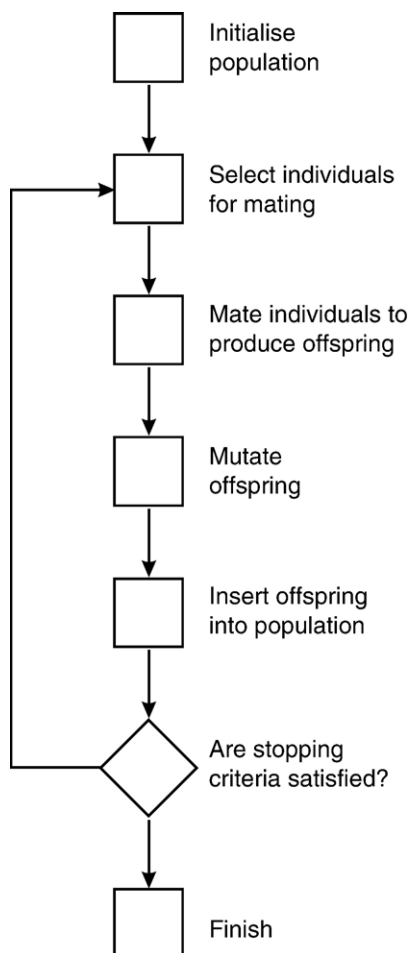 Initialise
population
Select individuals
for mating
Mate individuals to
produce offspring
Mutate
offspring
Insert offspring
into population
Are stopping
criteria satisfied?
Finish